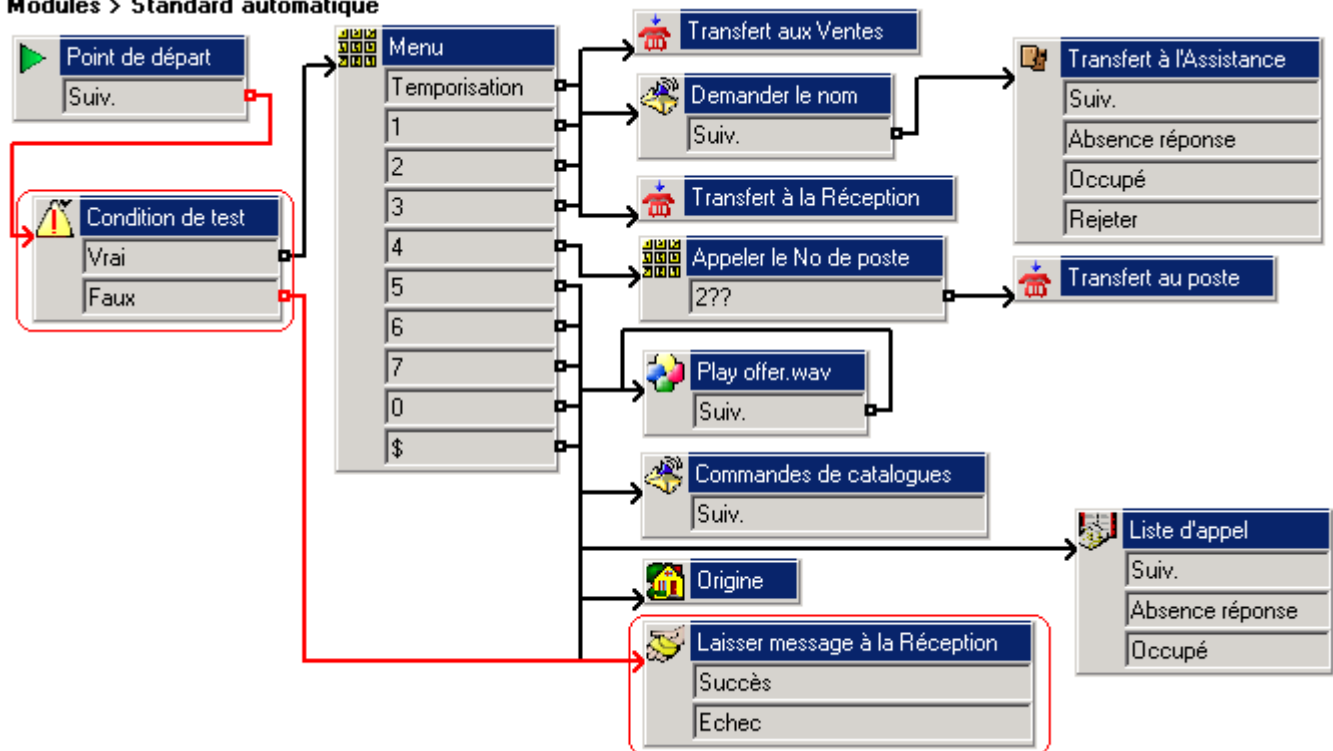 Modules > Standard automatique
Point de départ
Suiv.
Condition de test
Vrai
Faux
Menu
Temporisation
1
2
3
4
5
6
7
0
$
Transfert aux Ventes
Demander le nom
Suiv.
Transfert à la Réception
Appeler le No de poste
2??
Play offer.wav
Suiv.
Commandes de catalogues
Suiv.
Origine
Laisser message à la Réception
Succès
Echec
Transfert à l'Assistance
Suiv.
Absence réponse
Occupé
Rejeter
Transfert au poste
Liste d'appel
Suiv.
Absence réponse
Occupé